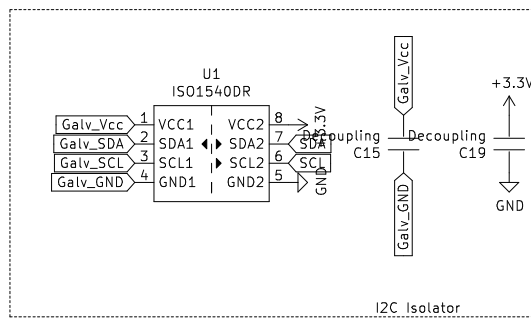 U1
ISO1540DR
Galv_Vcc 1 VCC1 VCC2 8 +3.3V
Galv_SDA 2 SDA1 SDA2 7 SDA
Galv_SCL 3 SCL1 SCL2 6 SCL
Galv_GND 4 GND1 GND2 5 GND
Galv_Vcc
Decoupling
C15
Galv_GND
+3.3V
Decoupling
C19
GND
I2C Isolator